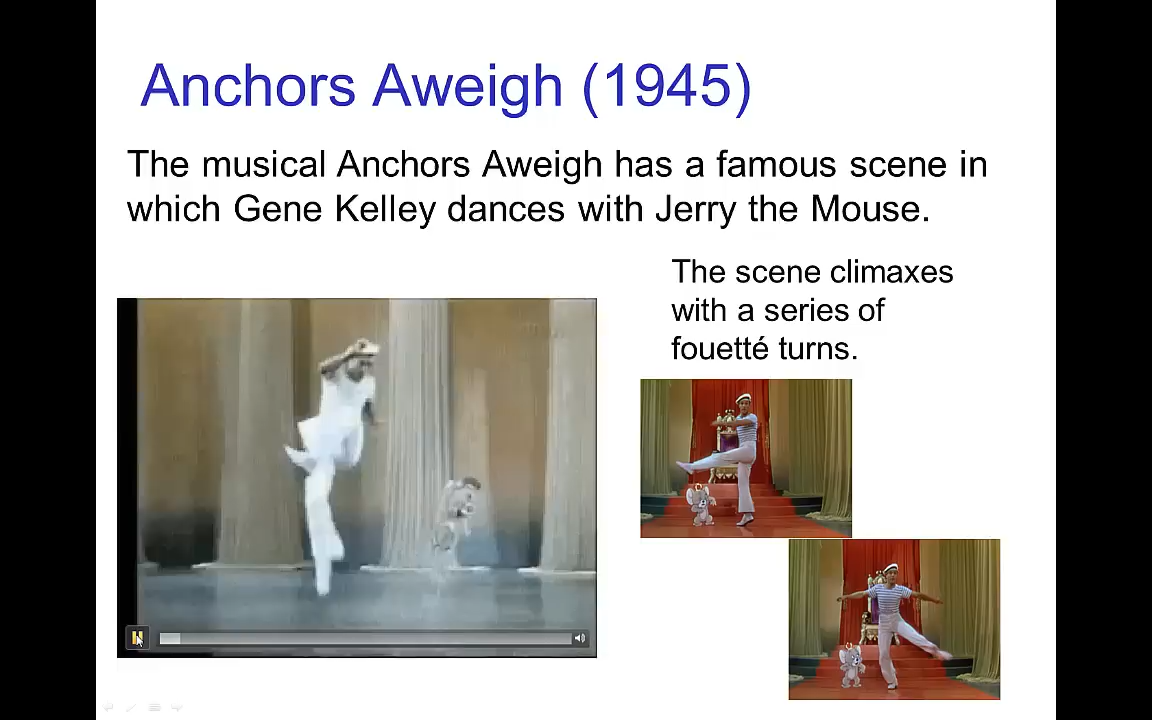 Anchors Aweigh (1945)
The musical Anchors Aweigh has a famous scene in
which Gene Kelley dances with Jerry the Mouse.
The scene climaxes
with a series of
fouetté turns.